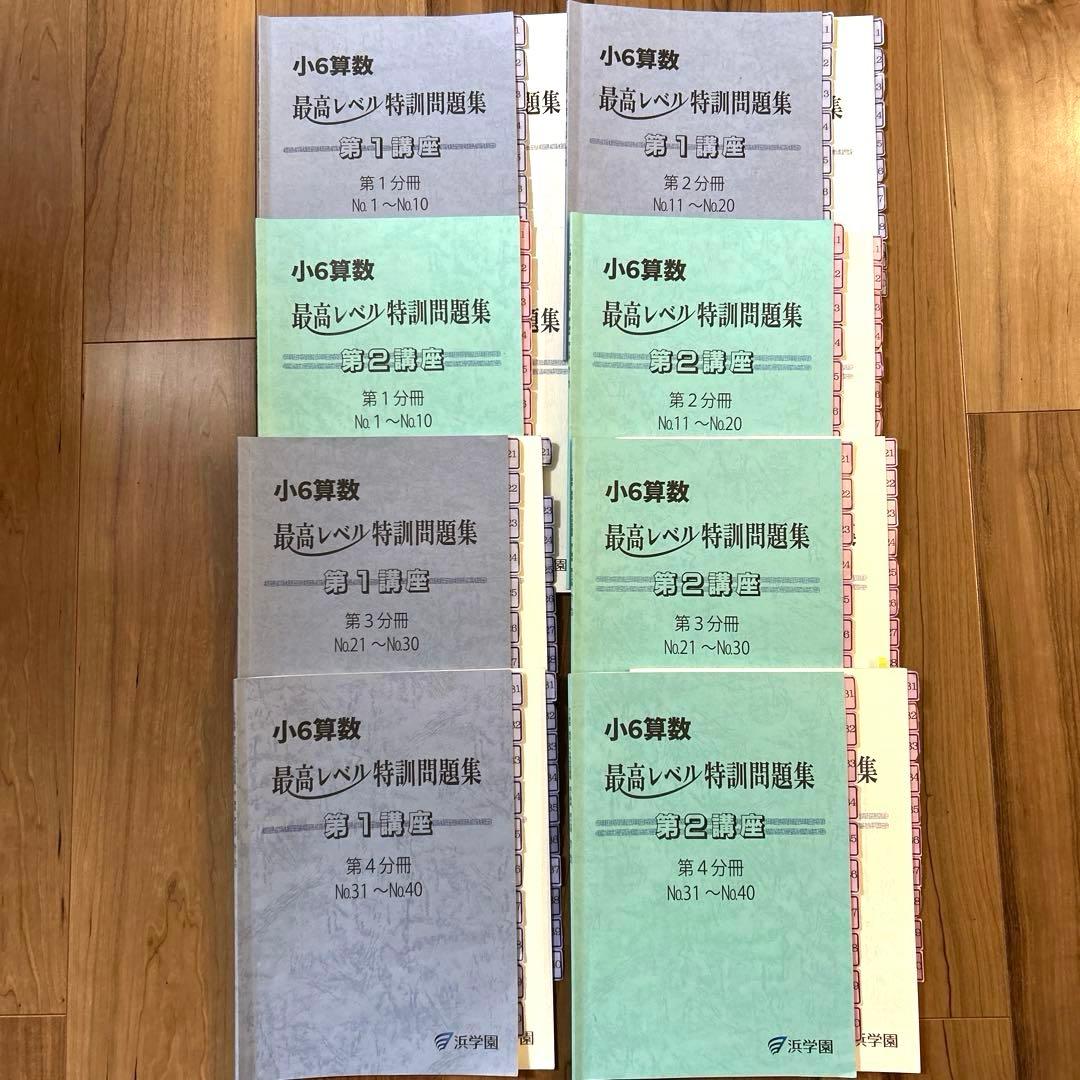 小6算数
最高レベル特訓問題集
第1講座
第1分冊
No.1～No.10
題集
小6算数
最高レベル特訓問題集
第1講座
第2分冊
No.11～No.20
集
小6算数
最高レベル特訓問題集
第2講座
第1分冊
No.1～No.10
題集
小6算数
最高レベル特訓問題集
第2講座
第2分冊
No.11～No.20
小6算数
最高レベル特訓問題集
第1講座
第3分冊
No.21～No.30
園
小6算数
最高レベル特訓問題集
第2講座
第3分冊
No.21～No.30
小6算数
最高レベル特訓問題集
第1講座
第4分冊
No.31～No.40
浜学園
園
小6算数
最高レベル特訓問題集
第2講座
第4分冊
No.31～No.40
浜学園
集
浜学園